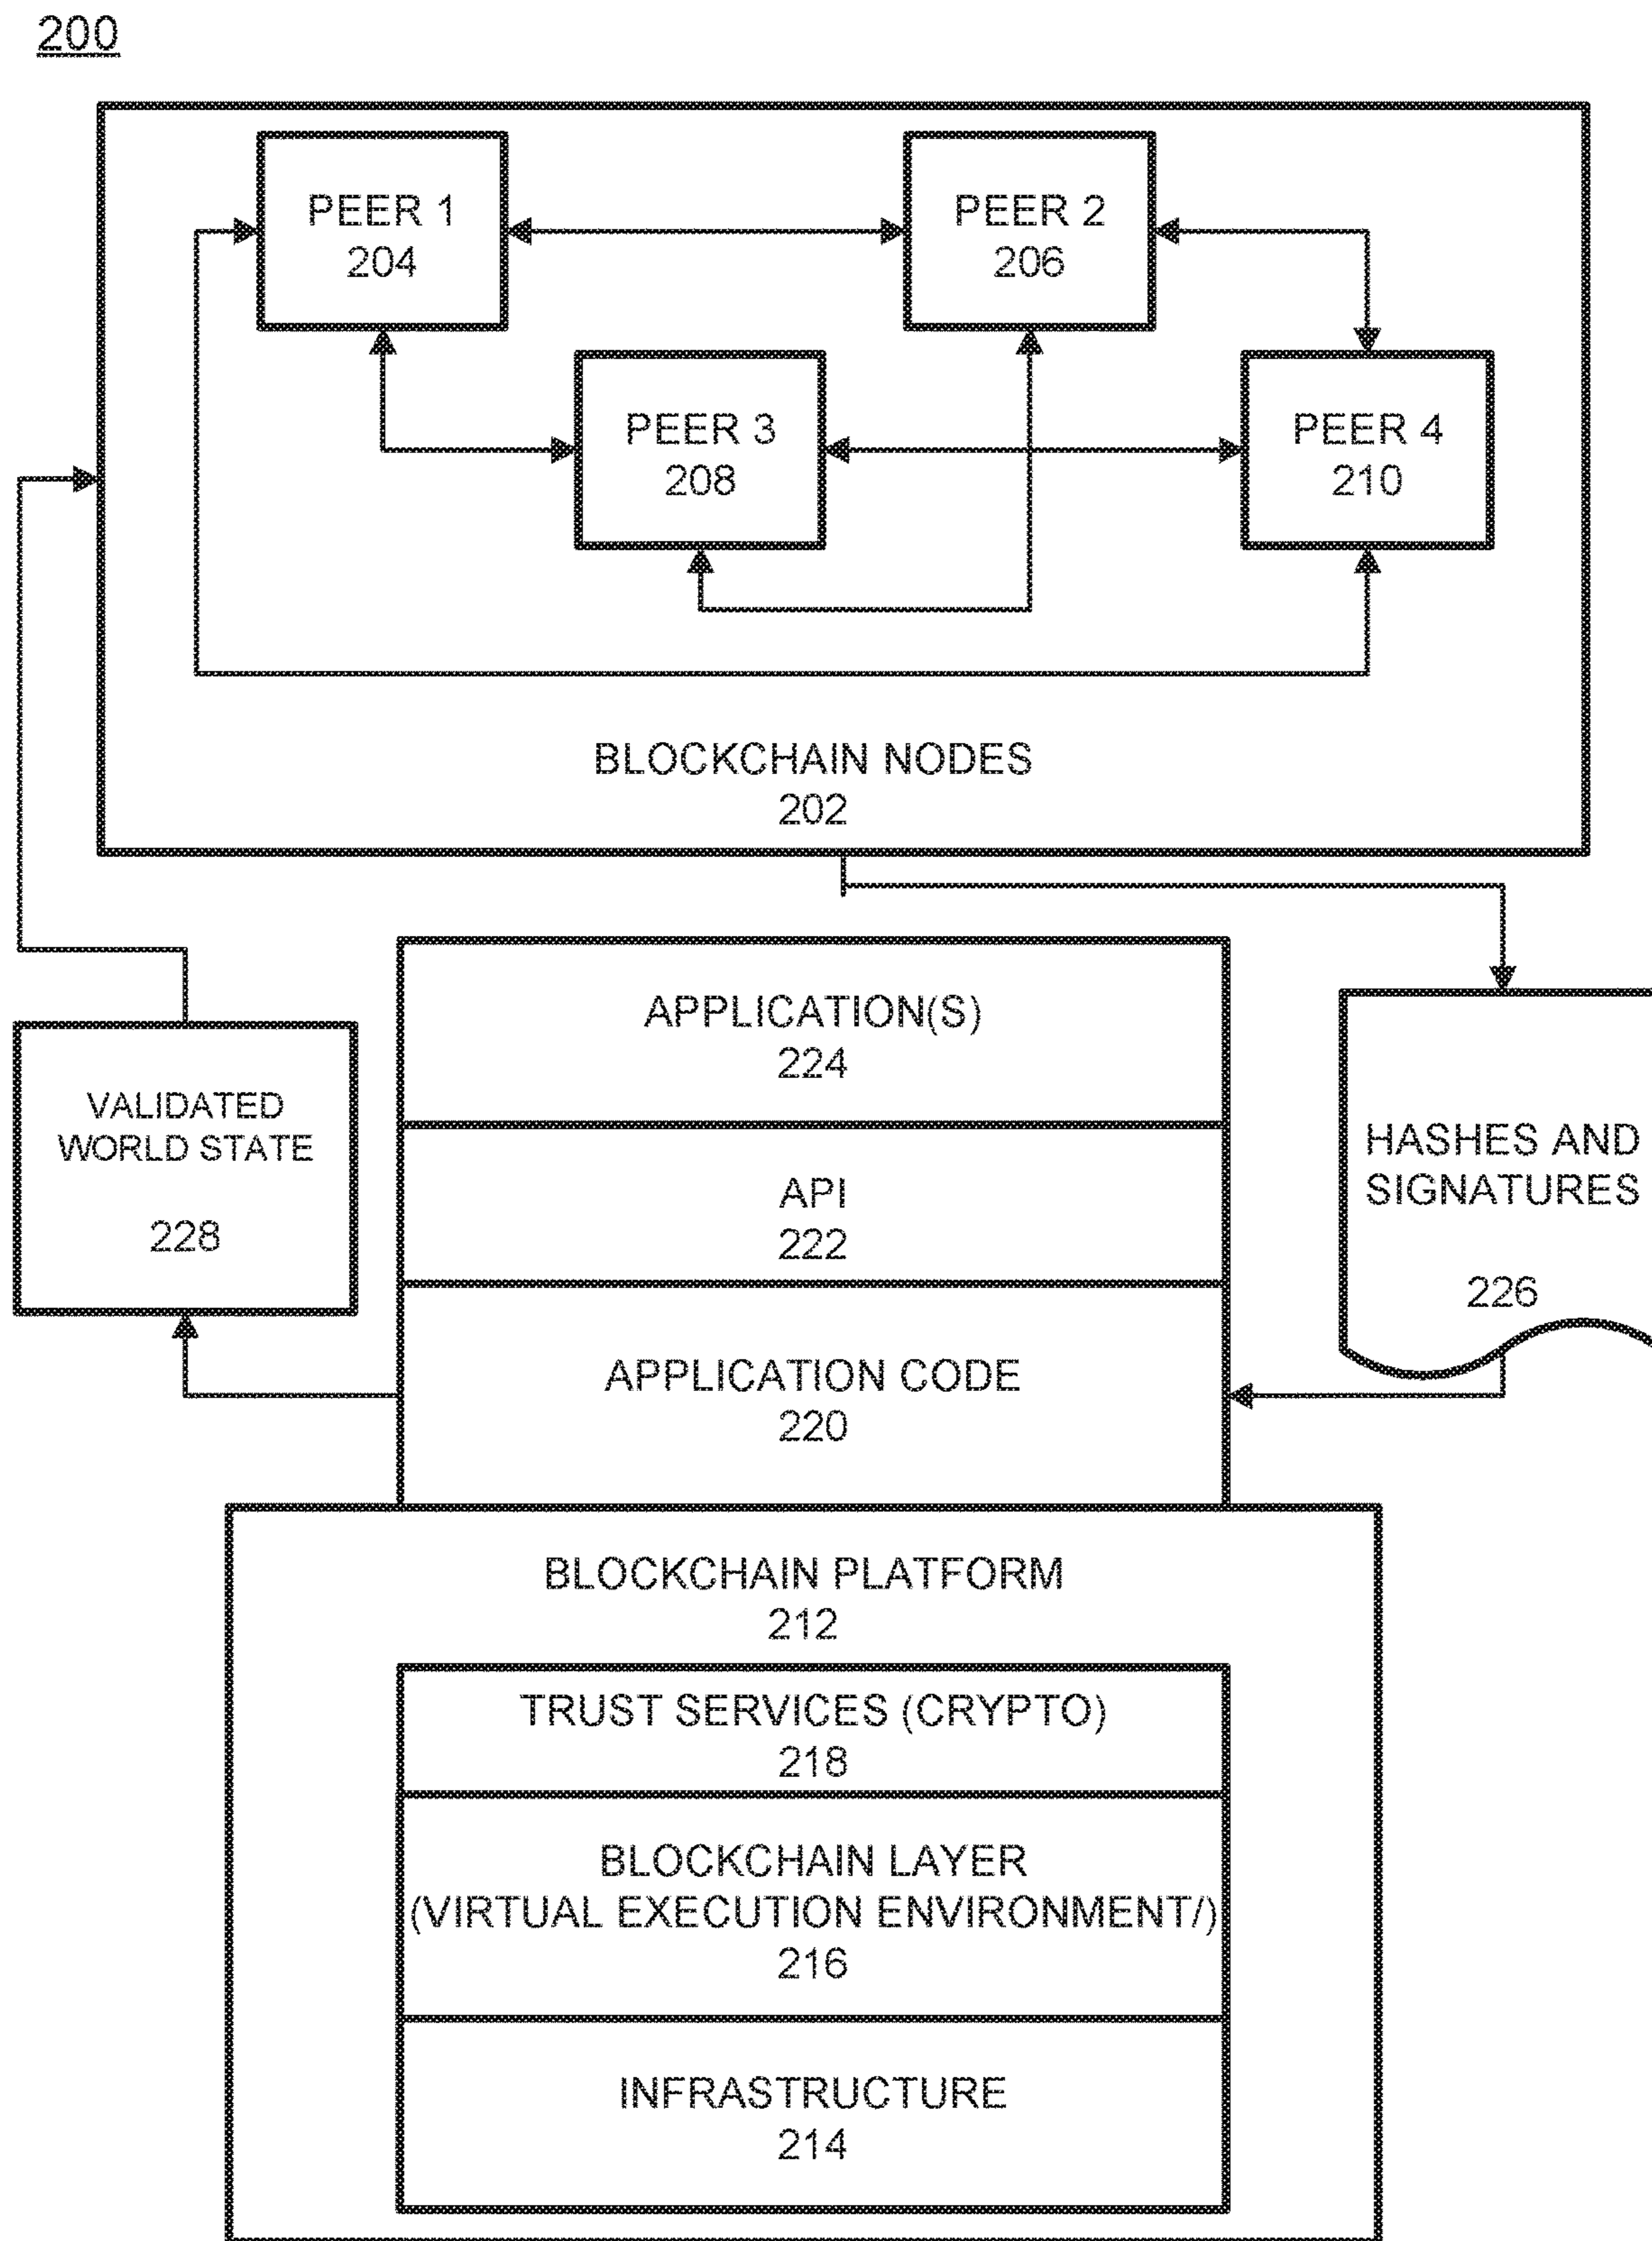 200
PEER 1
204
PEER 2
206
PEER 3
208
PEER 4
210
BLOCKCHAIN NODES
202
APPLICATION(S)
224
VALIDATED
WORLD STATE
228
API
222
HASHES AND
SIGNATURES
226
APPLICATION CODE
220
BLOCKCHAIN PLATFORM
212
TRUST SERVICES (CRYPTO)
218
BLOCKCHAIN LAYER
(VIRTUAL EXECUTION ENVIRONMENT/)
216
INFRASTRUCTURE
214